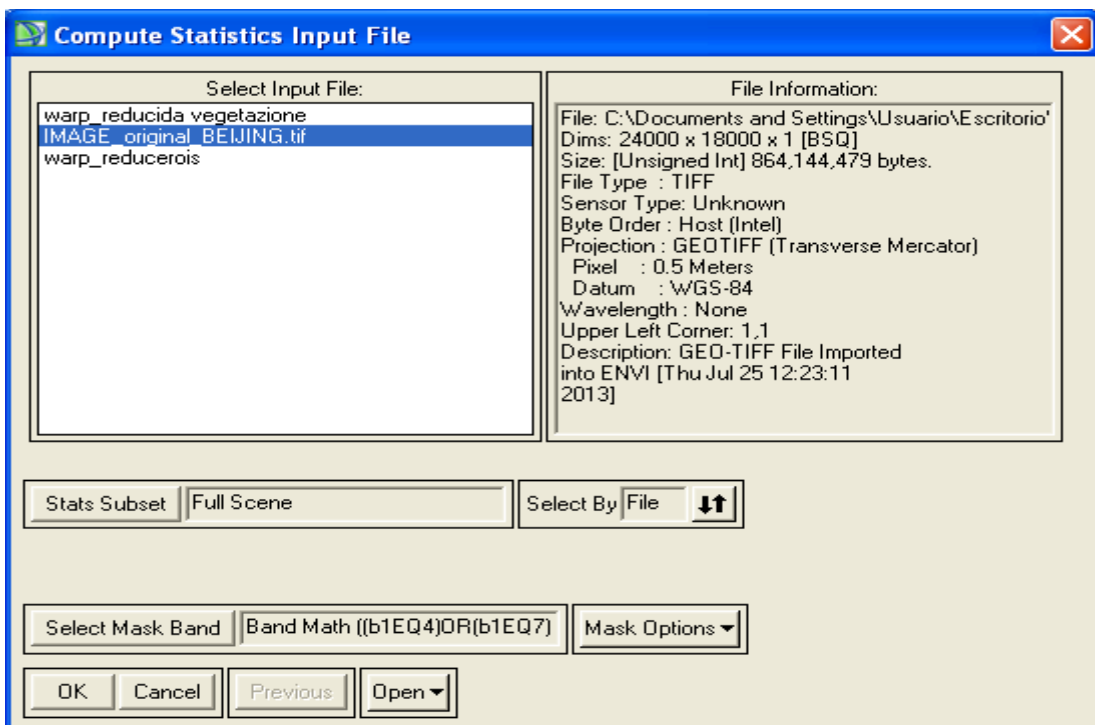 Compute Statistics Input File
Select Input File:
warp_reducida vegetazione
IMAGE_original_BEIJING.tif
warp_reducerois
File Information:
File: C:\Documents and Settings\Usuario\Escritorio'
Dims: 24000 x 18000 x 1 [BSQ]
Size: [Unsigned Int] 864,144,479 bytes.
File Type : TIFF
Sensor Type: Unknown
Byte Order : Host (Intel)
Projection : GEOTIFF (Transverse Mercator)
Pixel : 0.5 Meters
Datum : WGS-84
Wavelength : None
Upper Left Corner: 1,1
Description: GEO-TIFF File Imported
into ENVI [Thu Jul 25 12:23:11
2013]
Stats Subset Full Scene
Select By File
Select Mask Band Band Math ((b1EQ4)OR(b1EQ7)
Mask Options
OK Cancel Previous Open